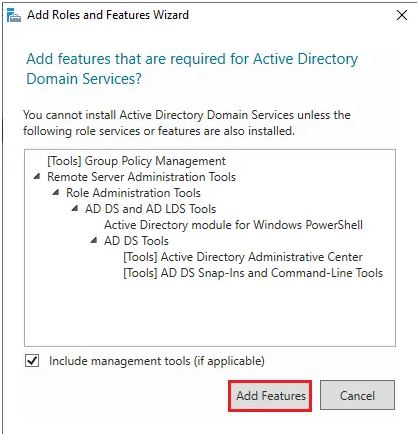 Add Roles and Features Wizard
Add features that are required for Active Directory
Domain Services?
You cannot install Active Directory Domain Services unless the
following role services or features are also installed.
[Tools] Group Policy Management
Remote Server Administration Tools
Role Administration Tools
AD DS and AD LDS Tools
Active Directory module for Windows PowerShell
AD DS Tools
[Tools] Active Directory Administrative Center
[Tools] AD DS Snap-Ins and Command-Line Tools
Include management tools (if applicable)
Add Features
Cancel